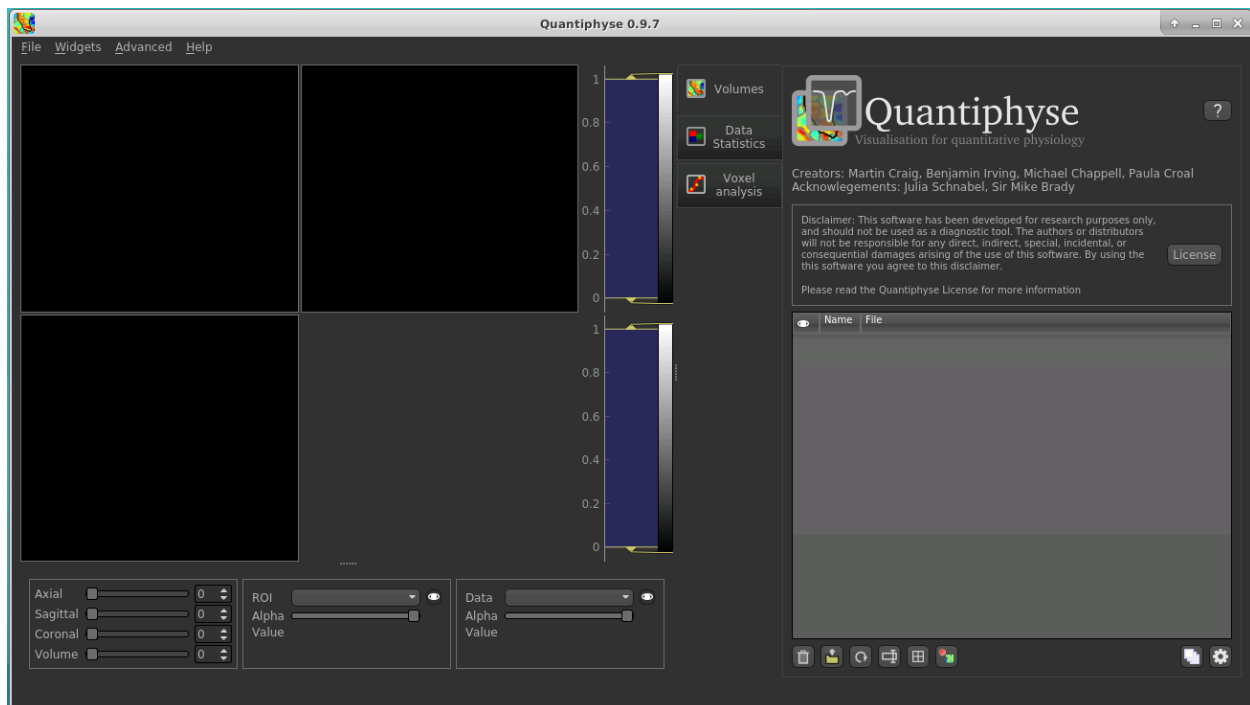 Quantiphyse 0.9.7
File Widgets Advanced Help
1
0.8
0.6
0.4
0.2
0
1
0.8
0.6
0.4
0.2
0
Volumes
Data
Statistics
Voxel
analysis
Quantiphyse
Visualisation for quantitative physiology
?
Creators: Martin Craig, Benjamin Irving, Michael Chappell, Paula Croal
Acknowlegements: Julia Schnabel, Sir Mike Brady
Disclaimer: This software has been developed for research purposes only,
and should not be used as a diagnostic tool. The authors or distributors
will not be responsible for any direct, indirect, special, incidental, or
consequential damages arising of the use of this software. By using the
this software you agree to this disclaimer.
Please read the Quantiphyse License for more information
License
Name File
Axial 0
Sagittal 0
Coronal 0
Volume 0
ROI
Alpha
Value
Data
Alpha
Value